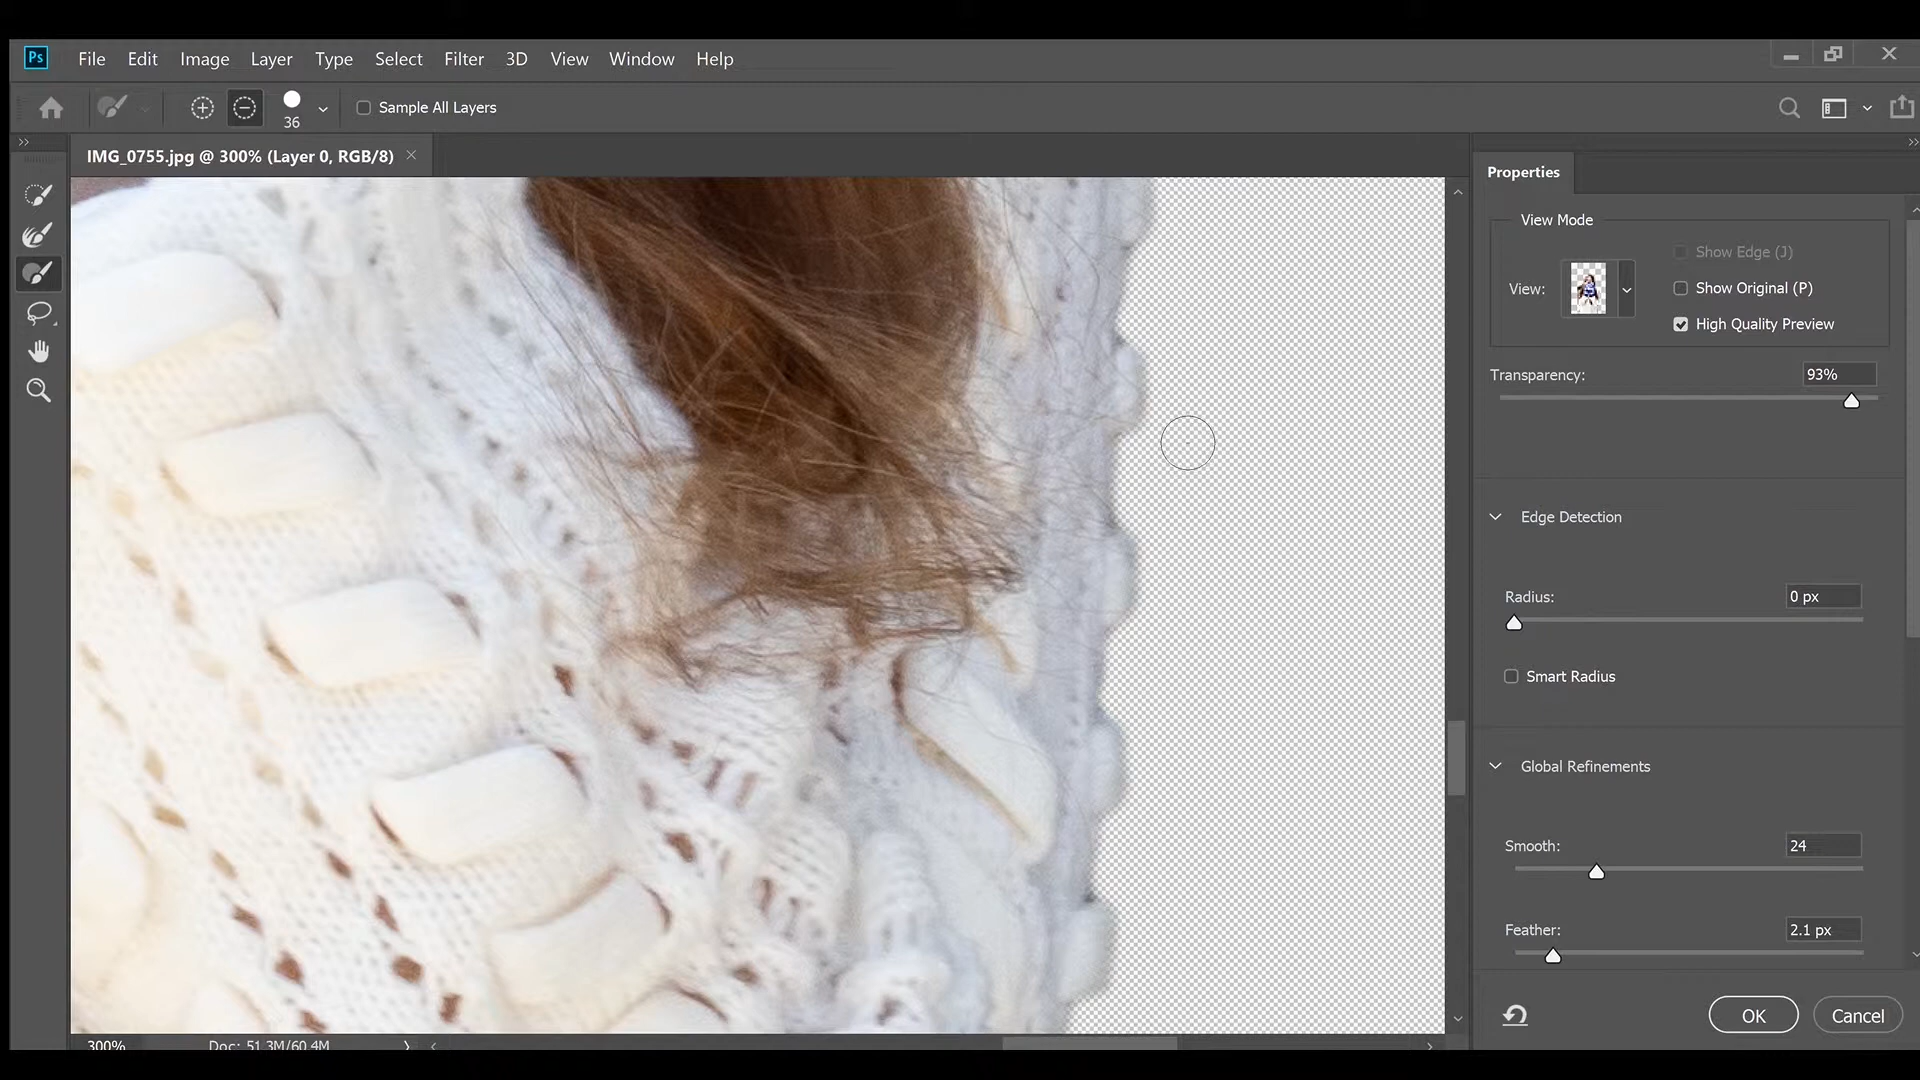 Ps File Edit Image Layer Type Select Filter 3D View Window Help
36 Sample All Layers
IMG_0755.jpg @ 300% (Layer 0, RGB/8)
Properties
View Mode
Show Edge (J)
View: Show Original (P)
High Quality Preview
Transparency: 93%
Edge Detection
Radius: 0 px
Smart Radius
Global Refinements
Smooth: 24
Feather: 2.1 px
OK Cancel
300% Doc: 51.3M/60.4M